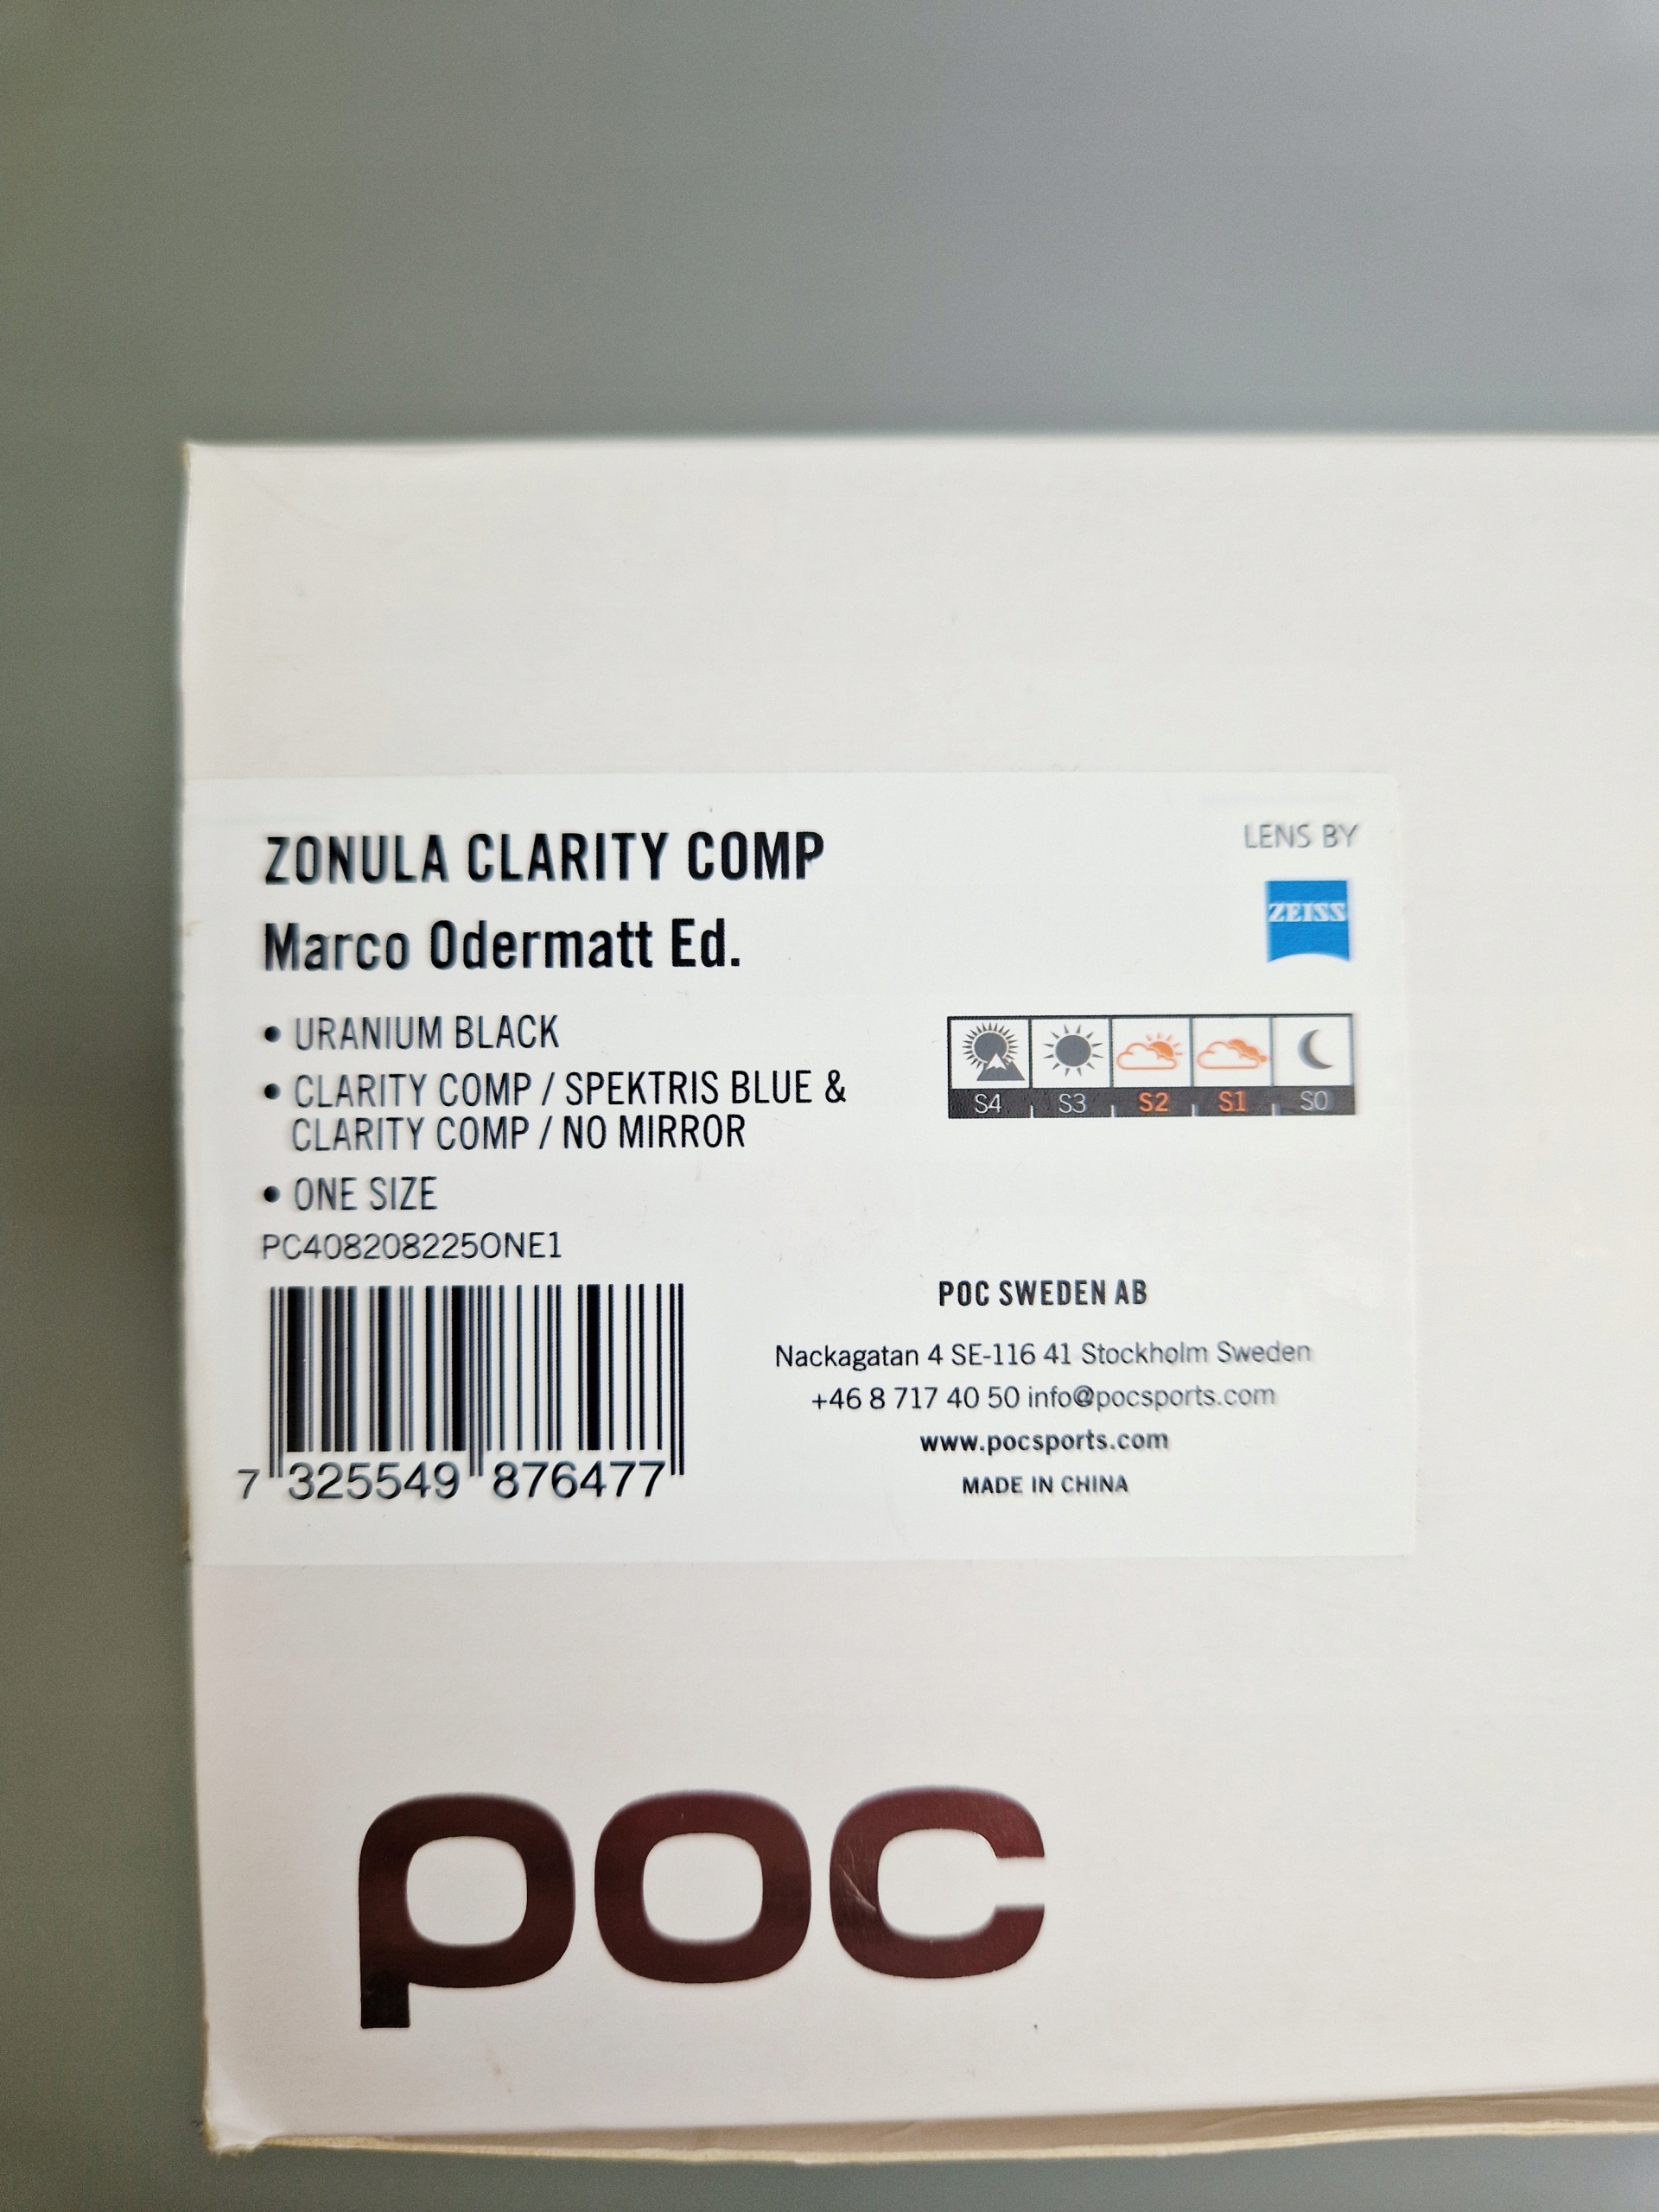 ZONULA CLARITY COMP
Marco Odermatt Ed.
• URANIUM BLACK
• CLARITY COMP / SPEKTRIS BLUE &
CLARITY COMP / NO MIRROR
• ONE SIZE
PC408208225ONE1
7 325549 876477
LENS BY
ZEISS
S4 S3 S2 S1 S0
POC SWEDEN AB
Nackagatan 4 SE-116 41 Stockholm Sweden
+46 8 717 40 50 info@pocsports.com
www.pocsports.com
MADE IN CHINA
poc